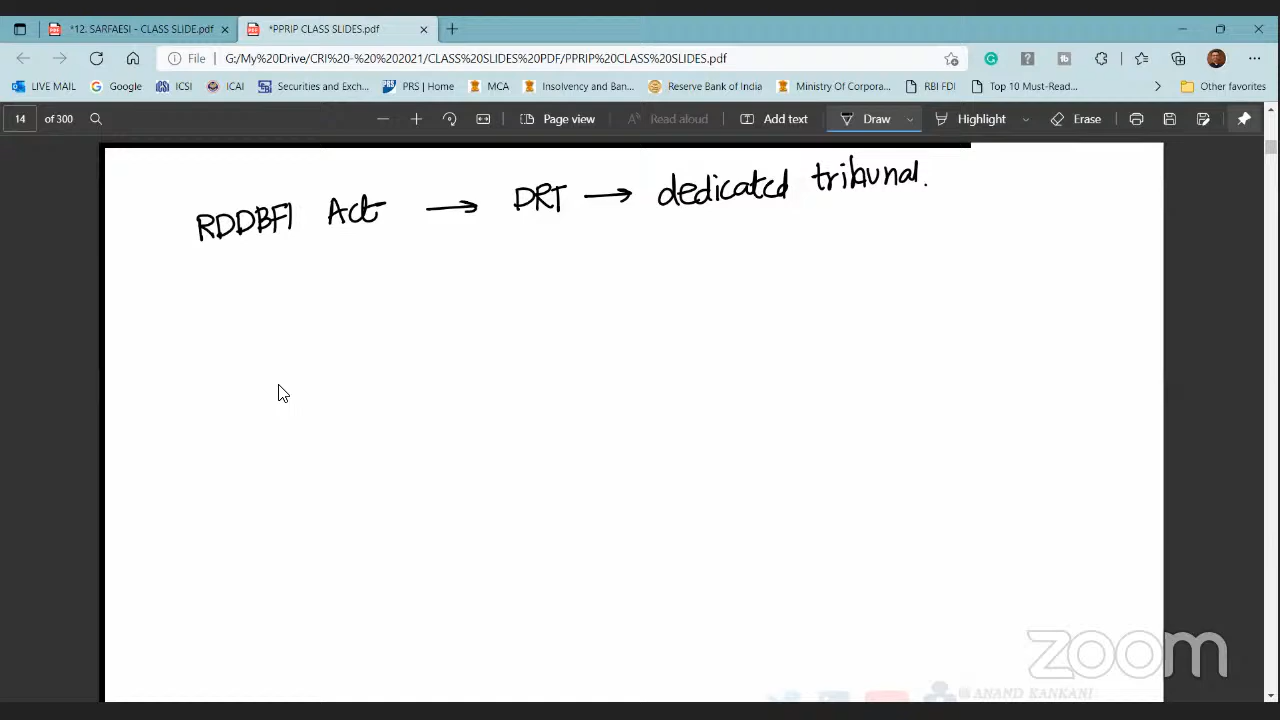 *12. SARFAESI - CLASS SLIDE.pdf
*PPRIP CLASS SLIDES.pdf
File G:/My%20Drive/CRI%20-%20%202021/CLASS%20SLIDES%20PDF/PPRIP%20CLASS%20SLIDES.pdf
LIVE MAIL Google ICSI ICAI Securities and Exch... PRS | Home MCA Insolvency and Ban... Reserve Bank of India Ministry Of Corpora... RBI FDI Top 10 Must-Read... Other favorites
14 of 300 Page view Read aloud Add text Draw Highlight Erase
RDDBFI Act → DRT → dedicated tribunal.
zoom
ANAND KANKANI